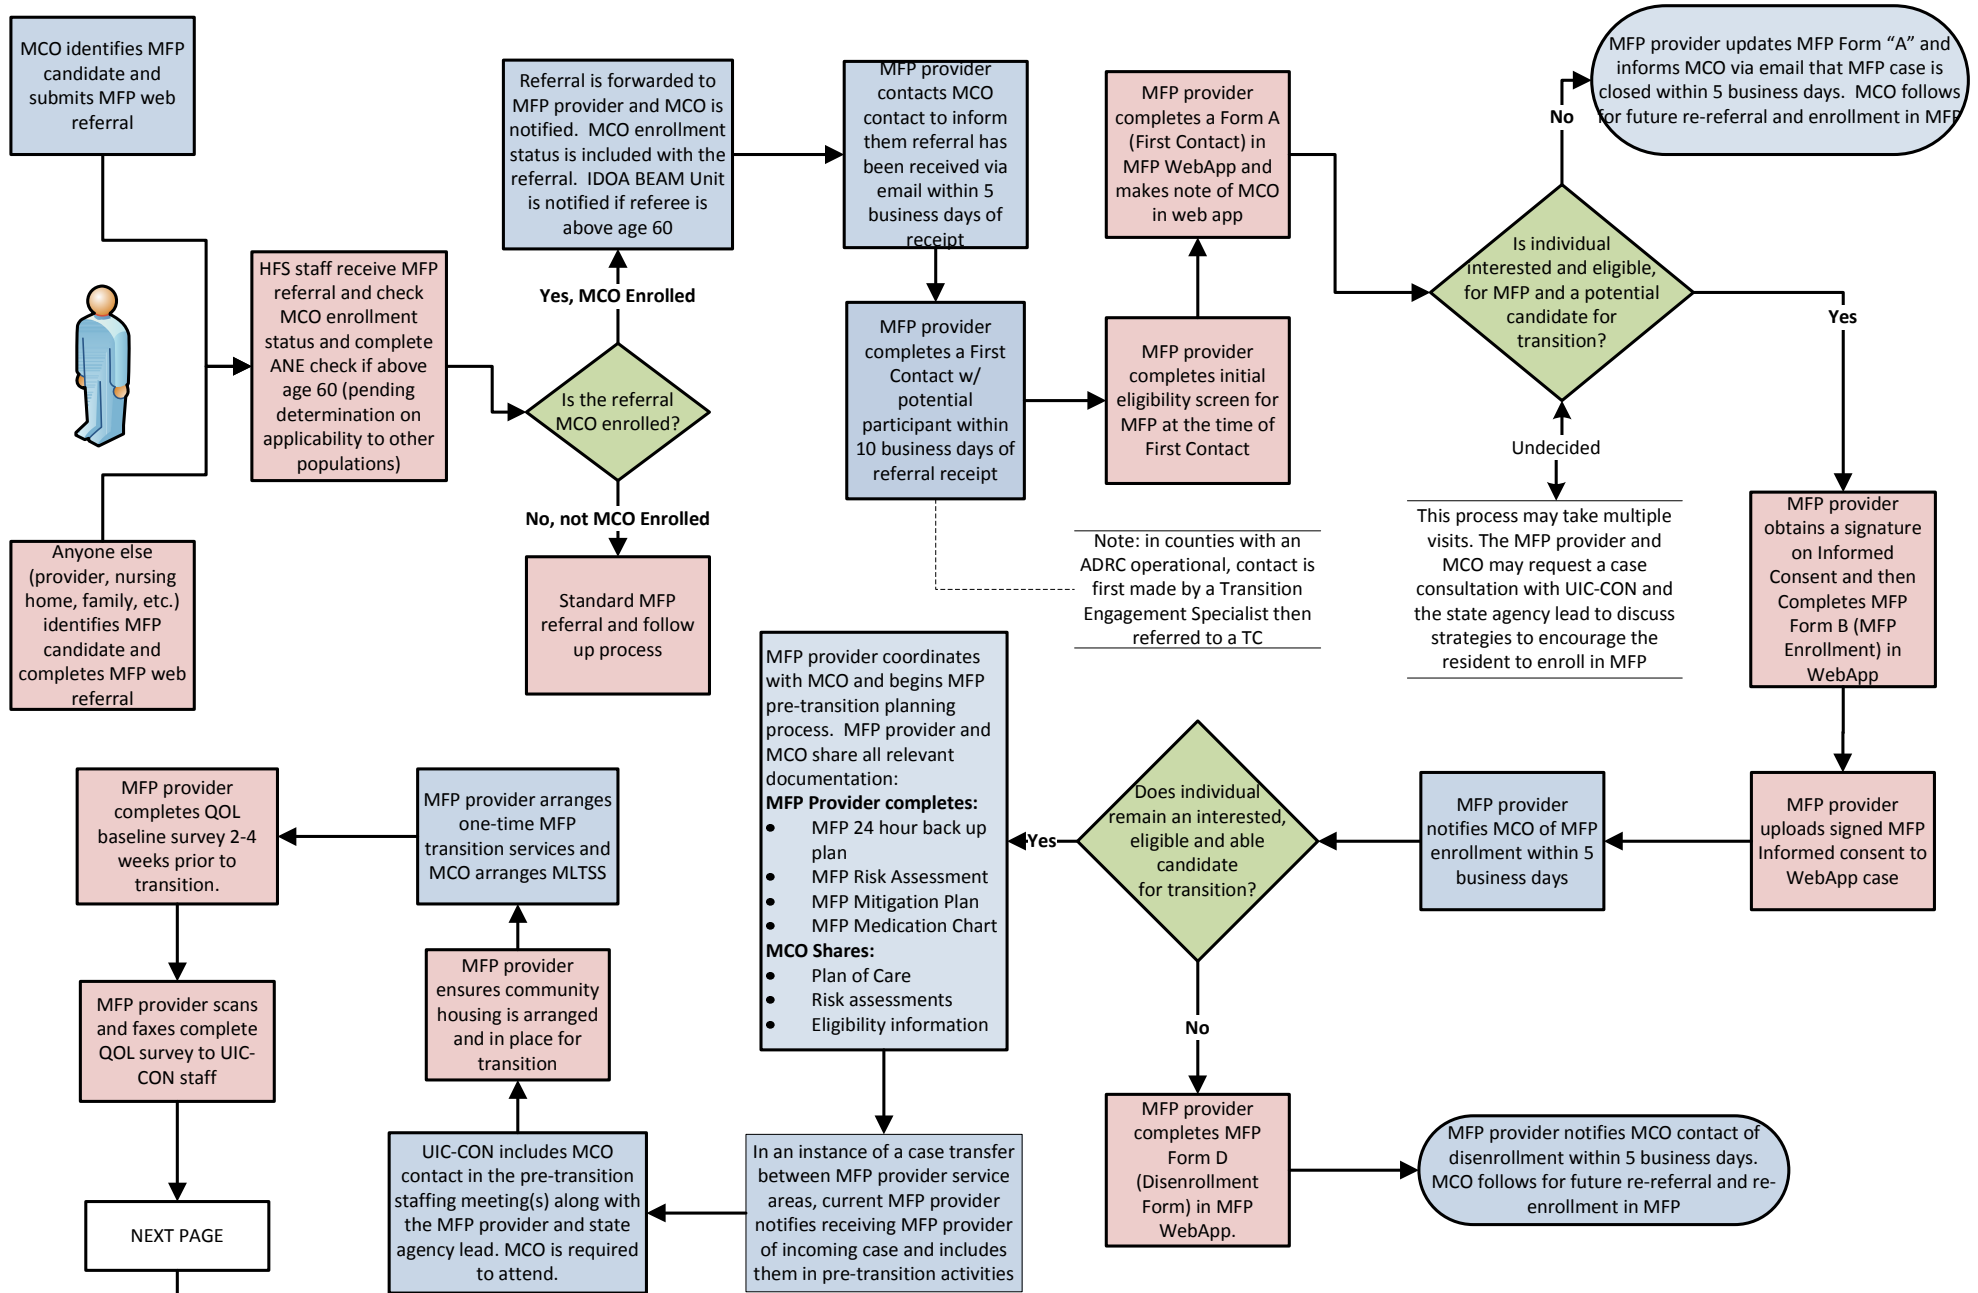 MCO identifies MFP
candidate and
submits MFP web
referral
Anyone else
(provider, nursing
home, family, etc.)
identifies MFP
candidate and
completes MFP web
referral
HFS staff receive MFP
referral and check
MCO enrollment
status and complete
ANE check if above
age 60 (pending
determination on
applicability to other
populations)
Is the referral
MCO enrolled?
Yes, MCO Enrolled
No, not MCO Enrolled
Standard MFP
referral and follow
up process
Referral is forwarded to
MFP provider and MCO is
notified.  MCO enrollment
status is included with the
referral.  IDOA BEAM Unit
is notified if referee is
above age 60
MFP provider
contacts MCO
contact to inform
them referral has
been received via
email within 5
business days of
receipt
MFP provider
completes a First
Contact w/
potential
participant within
10 business days of
referral receipt
Note: in counties with an
ADRC operational, contact is
first made by a Transition
Engagement Specialist then
referred to a TC
MFP provider
completes initial
eligibility screen for
MFP at the time of
First Contact
MFP provider
completes a Form A
(First Contact) in
MFP WebApp and
makes note of MCO
in web app
Is individual
interested and eligible,
for MFP and a potential
candidate for
transition?
No
MFP provider updates MFP Form “A” and
informs MCO via email that MFP case is
closed within 5 business days.  MCO follows
for future re-referral and enrollment in MFP
Undecided
This process may take multiple
visits. The MFP provider and
MCO may request a case
consultation with UIC-CON and
the state agency lead to discuss
strategies to encourage the
resident to enroll in MFP
Yes
MFP provider
obtains a signature
on Informed
Consent and then
Completes MFP
Form B (MFP
Enrollment) in
WebApp
MFP provider
uploads signed MFP
Informed consent to
WebApp case
MFP provider
notifies MCO of MFP
enrollment within 5
business days
Does individual
remain an interested,
eligible and able
candidate
for transition?
No
MFP provider
completes MFP
Form D
(Disenrollment
Form) in MFP
WebApp.
MFP provider notifies MCO contact of
disenrollment within 5 business days.
MCO follows for future re-referral and re-
enrollment in MFP
Yes
MFP provider coordinates
with MCO and begins MFP
pre-transition planning
process.  MFP provider and
MCO share all relevant
documentation:
MFP Provider completes:
• MFP 24 hour back up
plan
• MFP Risk Assessment
• MFP Mitigation Plan
• MFP Medication Chart
MCO Shares:
• Plan of Care
• Risk assessments
• Eligibility information
In an instance of a case transfer
between MFP provider service
areas, current MFP provider
notifies receiving MFP provider
of incoming case and includes
them in pre-transition activities
UIC-CON includes MCO
contact in the pre-transition
staffing meeting(s) along with
the MFP provider and state
agency lead. MCO is required
to attend.
MFP provider
ensures community
housing is arranged
and in place for
transition
MFP provider arranges
one-time MFP
transition services and
MCO arranges MLTSS
MFP provider
completes QOL
baseline survey 2-4
weeks prior to
transition.
MFP provider scans
and faxes complete
QOL survey to UIC-
CON staff
NEXT PAGE